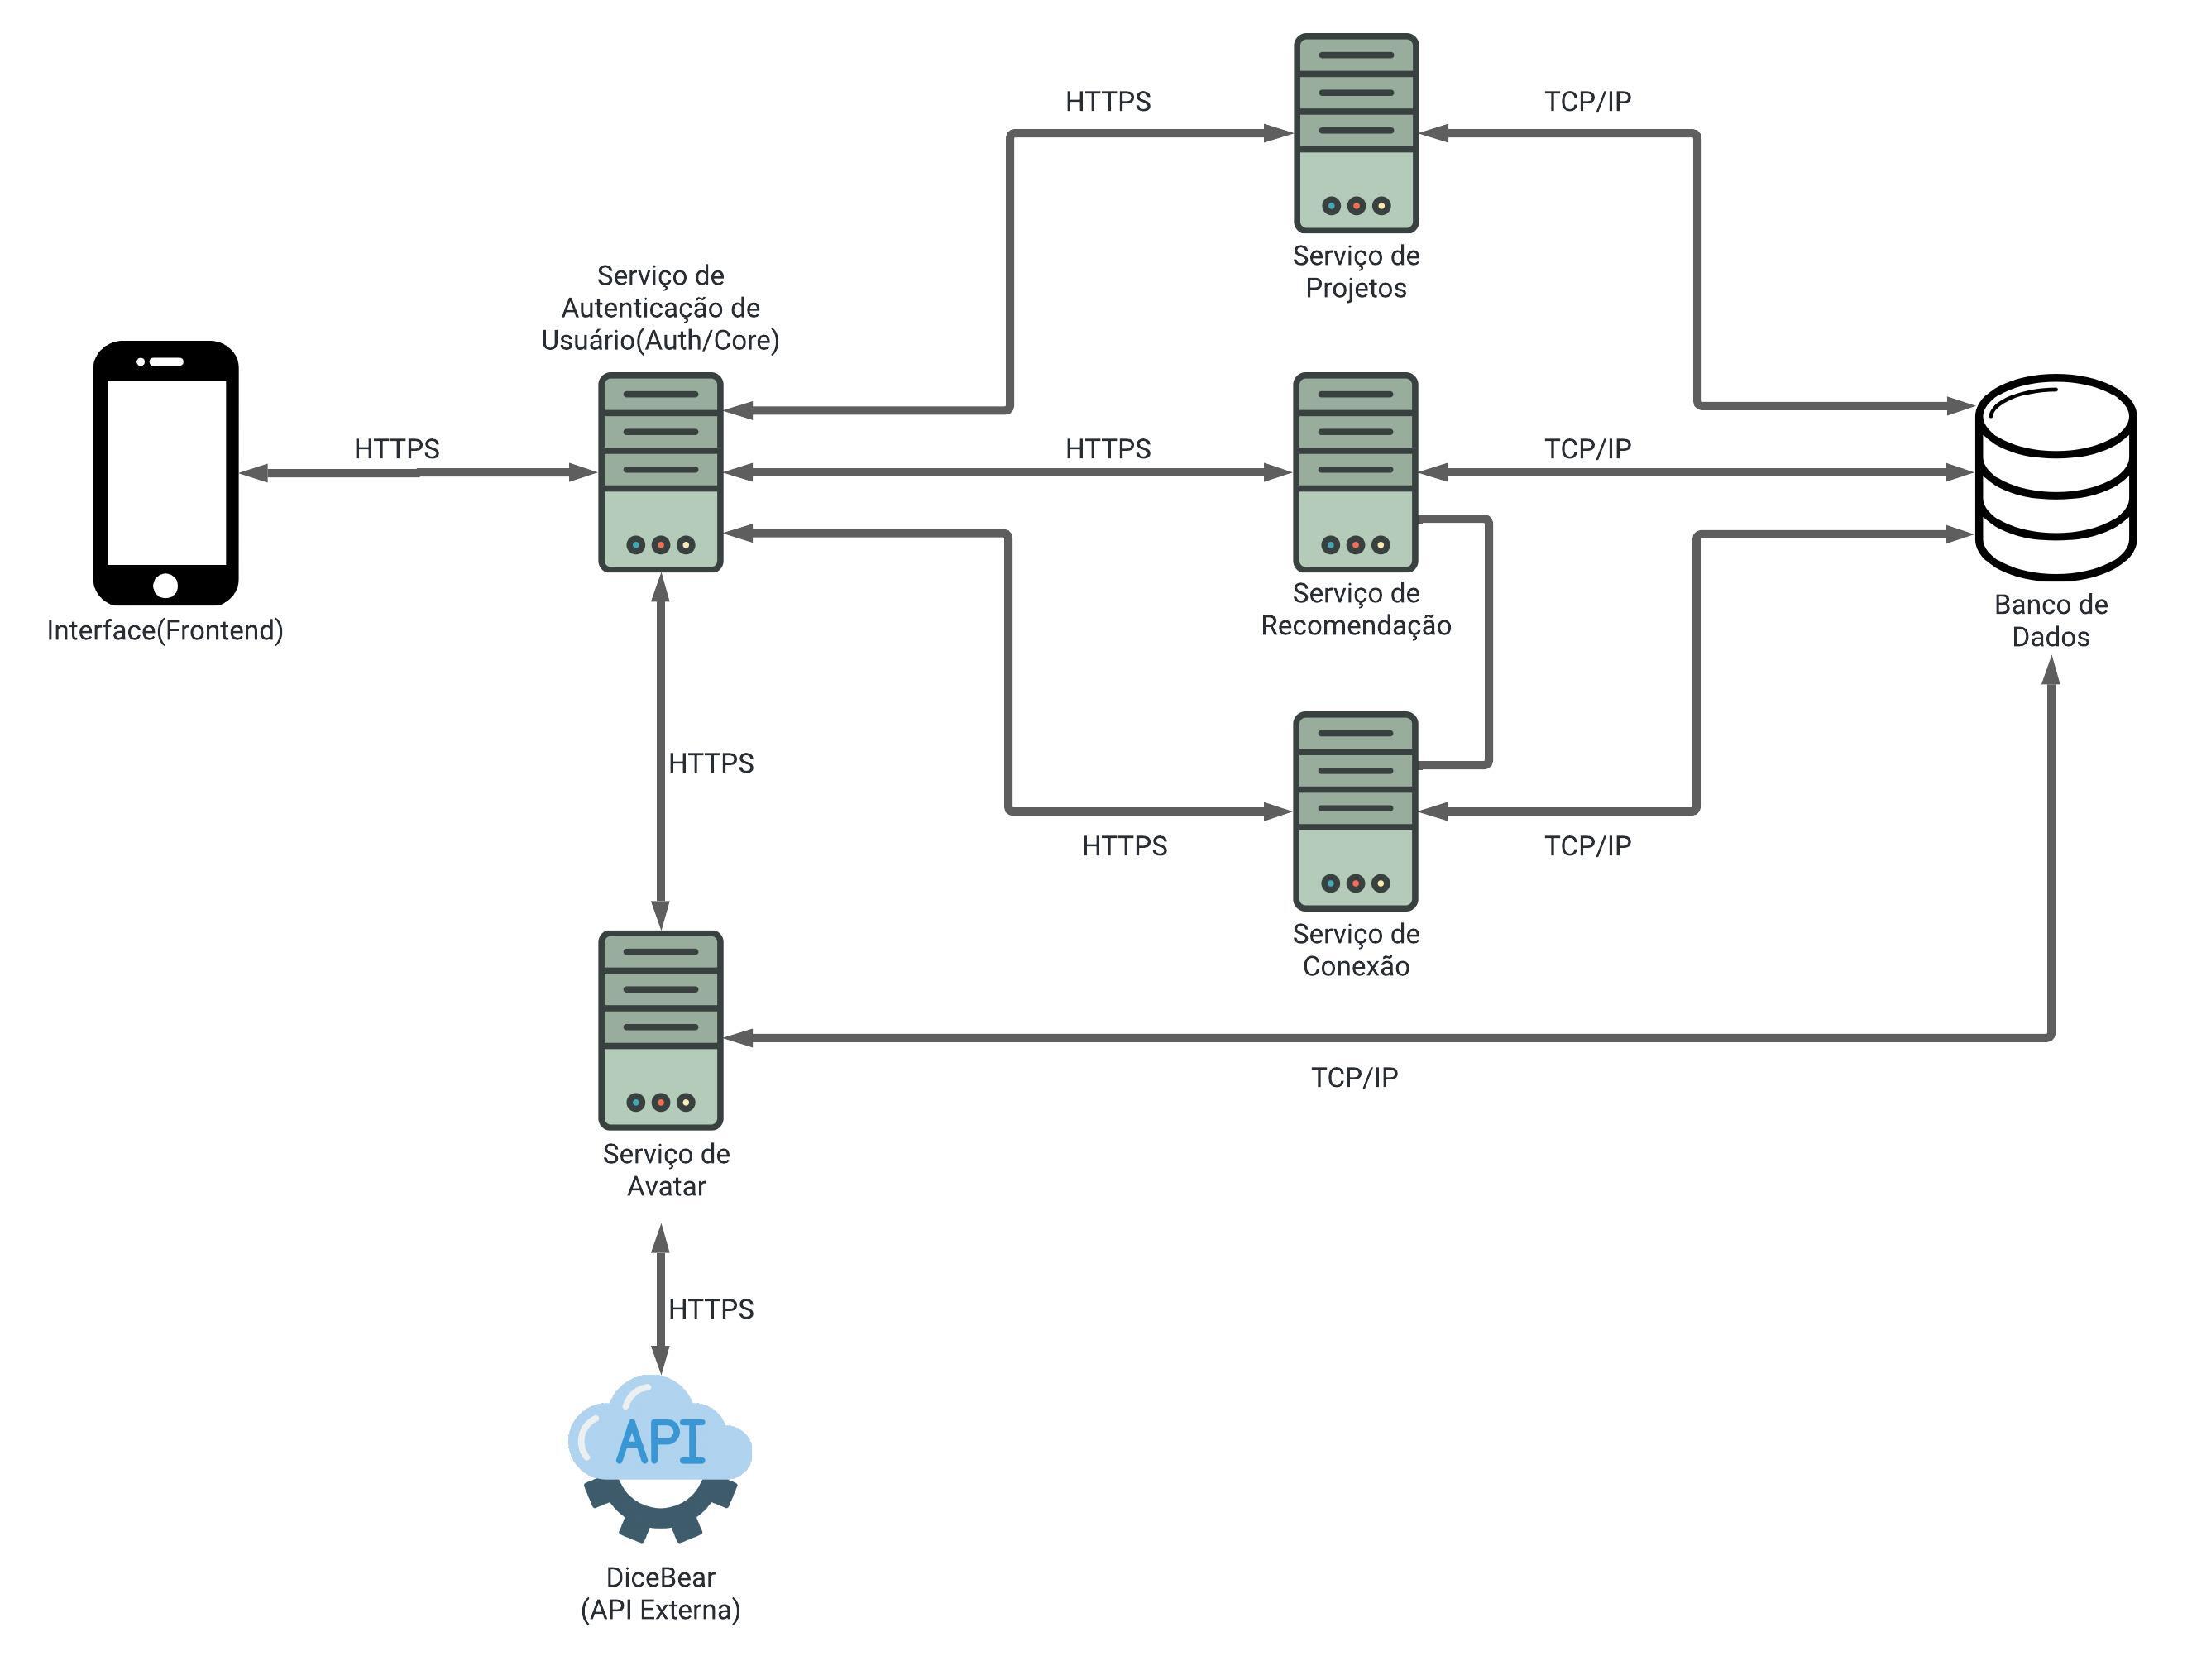 HTTPS
TCP/IP
Serviço de
Projetos
Serviço de
Autenticação de
Usuário(Auth/Core)
HTTPS
HTTPS
TCP/IP
Interface(Frontend)
Serviço de
Recomendação
Banco de
Dados
HTTPS
HTTPS
TCP/IP
Serviço de
Conexão
TCP/IP
Serviço de
Avatar
HTTPS
API
DiceBear
(API Externa)